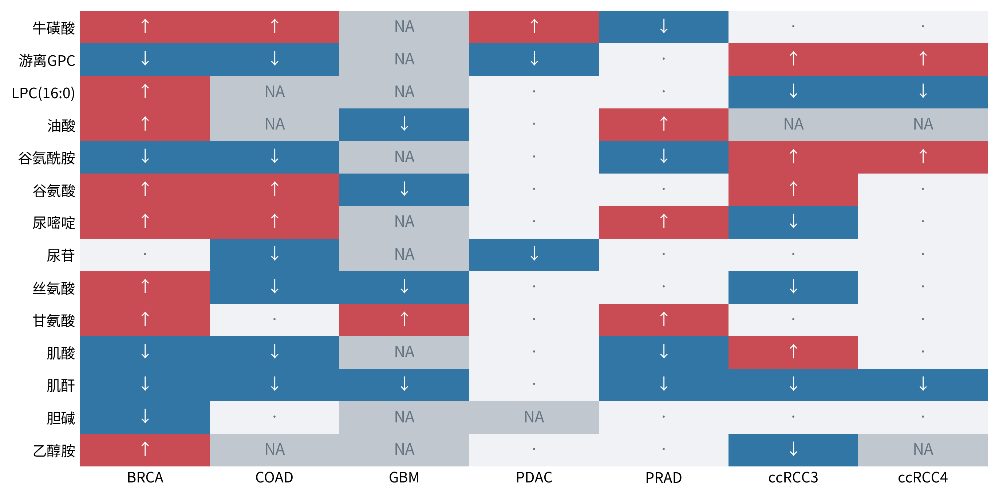 牛磺酸 ↑ ↑ NA ↑ ↓ · ·
游离GPC ↓ ↓ NA ↓ · ↑ ↑
LPC(16:0) ↑ NA NA · · ↓ ↓
油酸 ↑ NA ↓ · ↑ NA NA
谷氨酰胺 ↓ ↓ NA · ↓ ↑ ↑
谷氨酸 ↑ ↑ ↓ · · ↑ ·
尿嘧啶 ↑ ↑ NA · ↑ ↓ ·
尿苷 · ↓ NA ↓ · · ·
丝氨酸 ↑ ↓ ↓ · · ↓ ·
甘氨酸 ↑ · ↑ · ↑ · ·
肌酸 ↓ ↓ NA · ↓ ↑ ·
肌酐 ↓ ↓ ↓ · ↓ ↓ ↓
胆碱 ↓ · NA NA · · ·
乙醇胺 ↑ NA NA · · ↓ NA
BRCA COAD GBM PDAC PRAD ccRCC3 ccRCC4